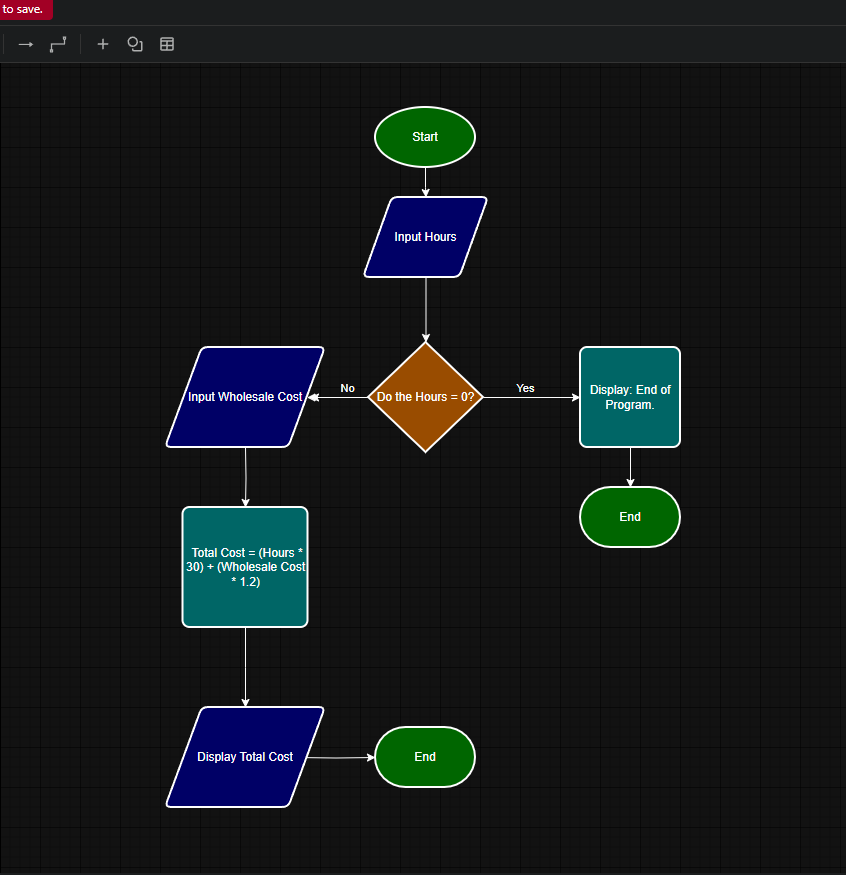 to save.
Start
Input Hours
Input Wholesale Cost
No
Do the Hours = 0?
Yes
Display: End of
Program.
End
Total Cost = (Hours *
30) + (Wholesale Cost
* 1.2)
Display Total Cost
End